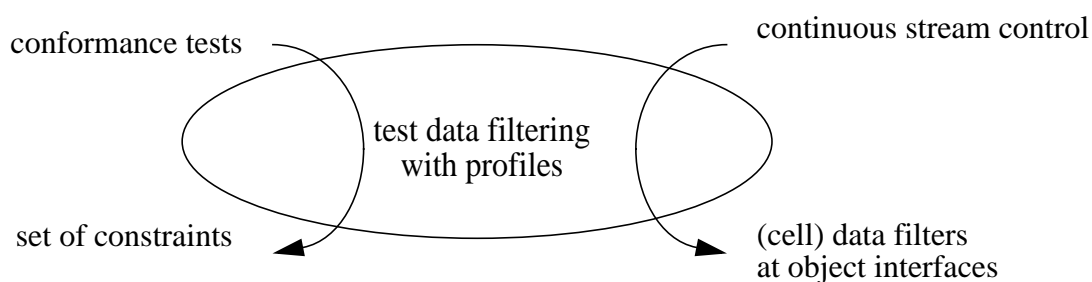 conformance tests
continuous stream control
test data filtering
with profiles
set of constraints
(cell) data filters
at object interfaces